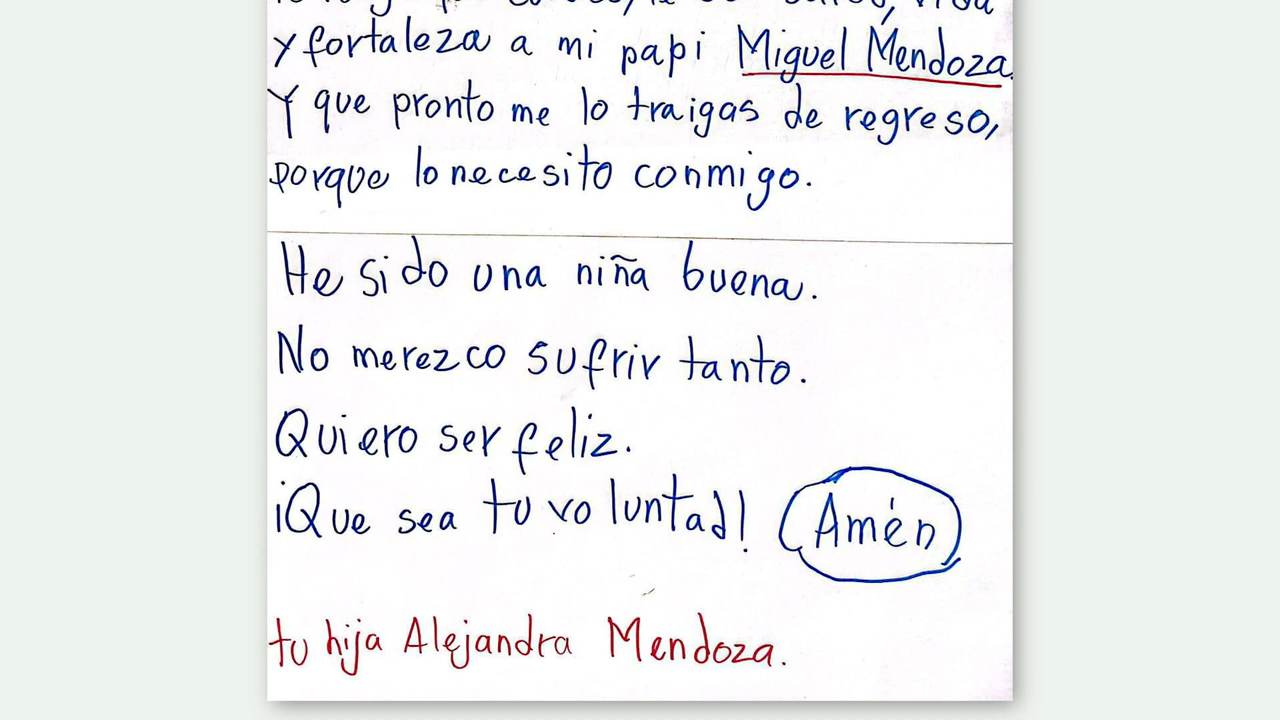 y fortaleza a mi papi Miguel Mendoza.
Y que pronto me lo traigas de regreso,
porque lo necesito conmigo.
He sido una niña buena.
No merezco sufrir tanto.
Quiero ser feliz.
¡Que sea tu voluntad! Amén
tu hija Alejandra Mendoza.